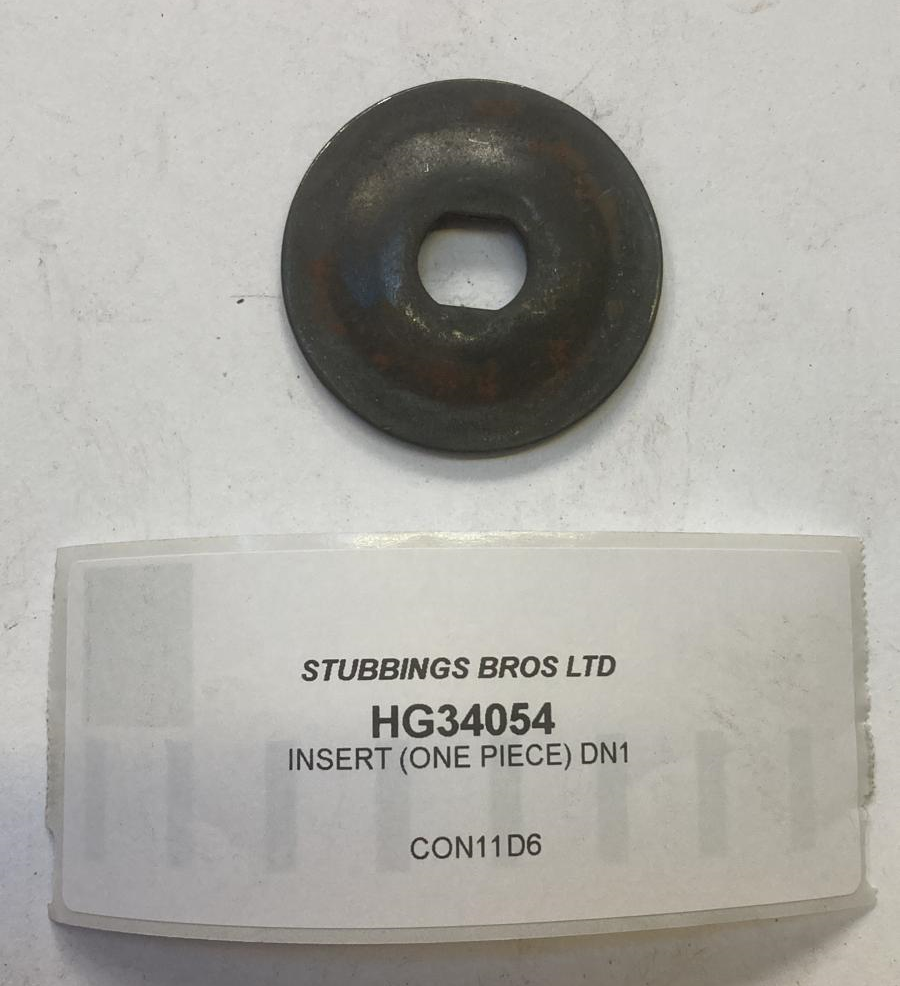 STUBBINGS BROS LTD
HG34054
INSERT (ONE PIECE) DN1
CON11D6